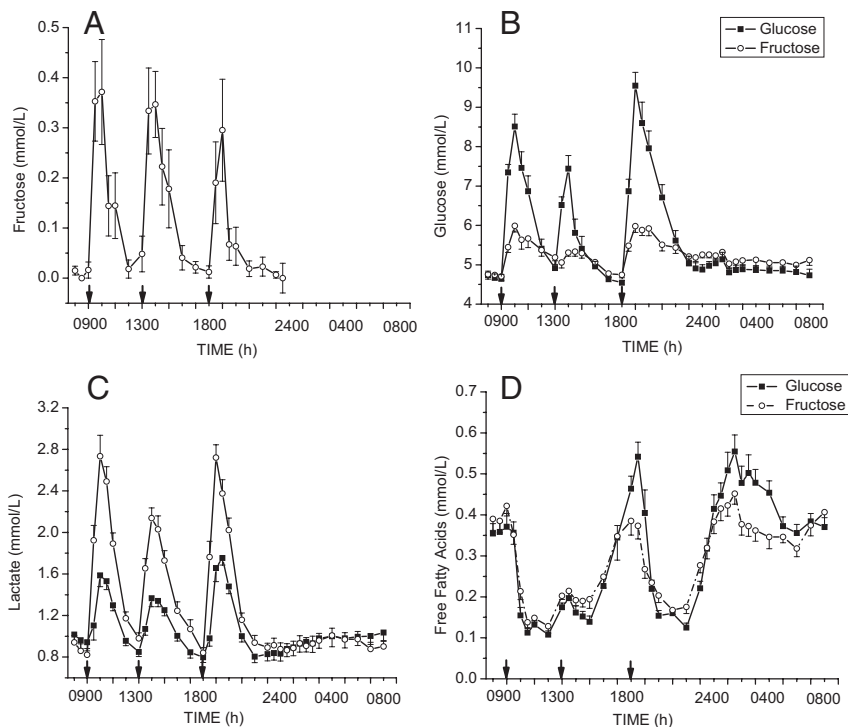 A
Fructose (mmol/L)
0.5
0.4
0.3
0.2
0.1
0.0
0900 1300 1800 2400 0400 0800
TIME (h)
B
Glucose
Fructose
Glucose (mmol/L)
11
10
9
8
7
6
5
4
0900 1300 1800 2400 0400 0800
TIME (h)
C
Lactate (mmol/L)
3.2
2.8
2.4
2.0
1.6
1.2
0.8
0900 1300 1800 2400 0400 0800
TIME (h)
D
Glucose
Fructose
Free Fatty Acids (mmol/L)
0.7
0.6
0.5
0.4
0.3
0.2
0.1
0.0
0900 1400 1800 2400 0400 0800
TIME (h)